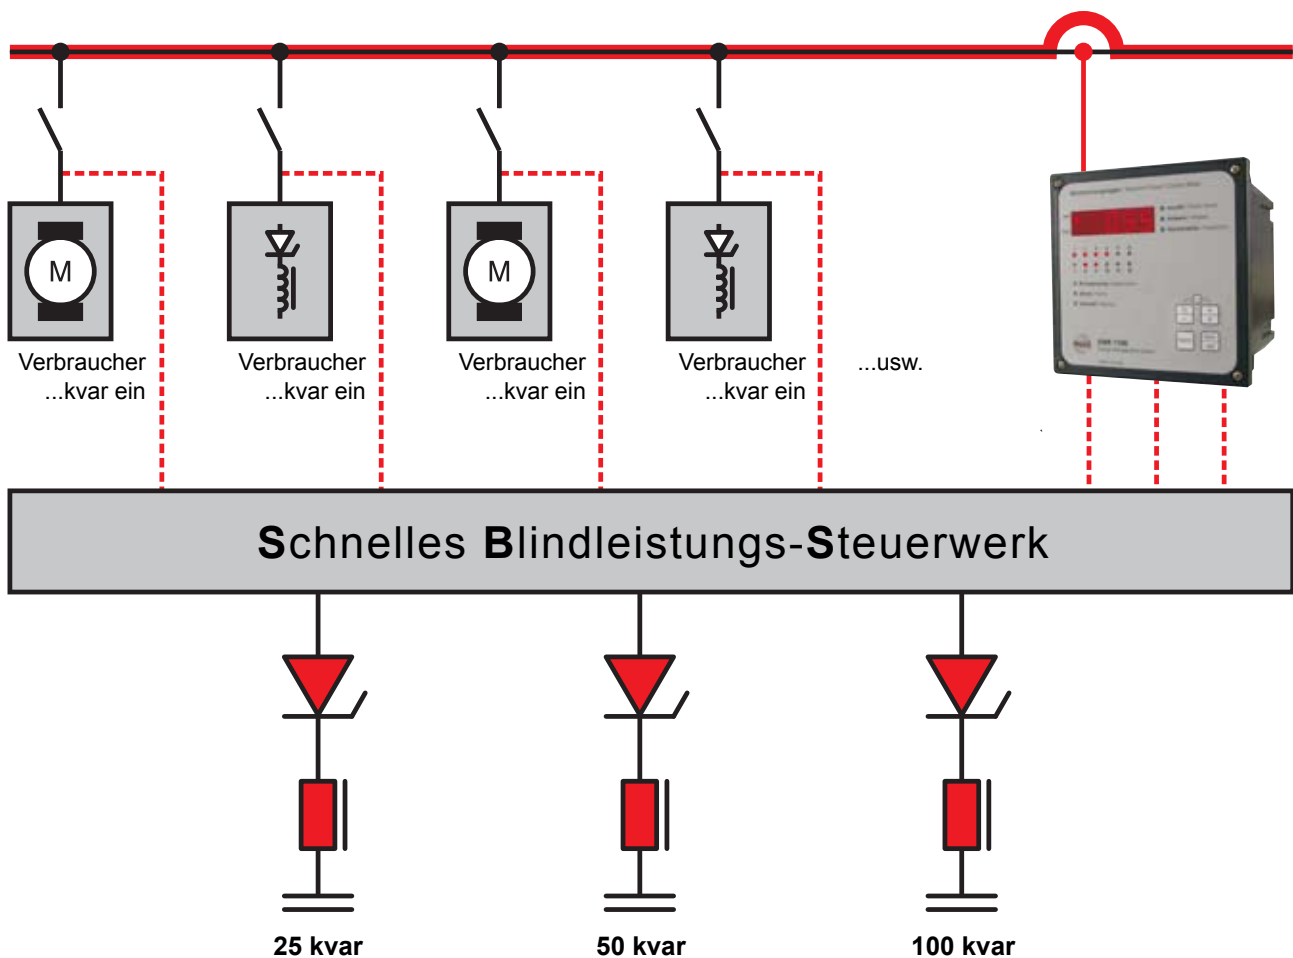 M
M
Verbraucher
...kvar ein
Verbraucher
...kvar ein
Verbraucher
...kvar ein
Verbraucher
...kvar ein
...usw.
Schnelles Blindleistungs-Steuerwerk
25 kvar
50 kvar
100 kvar